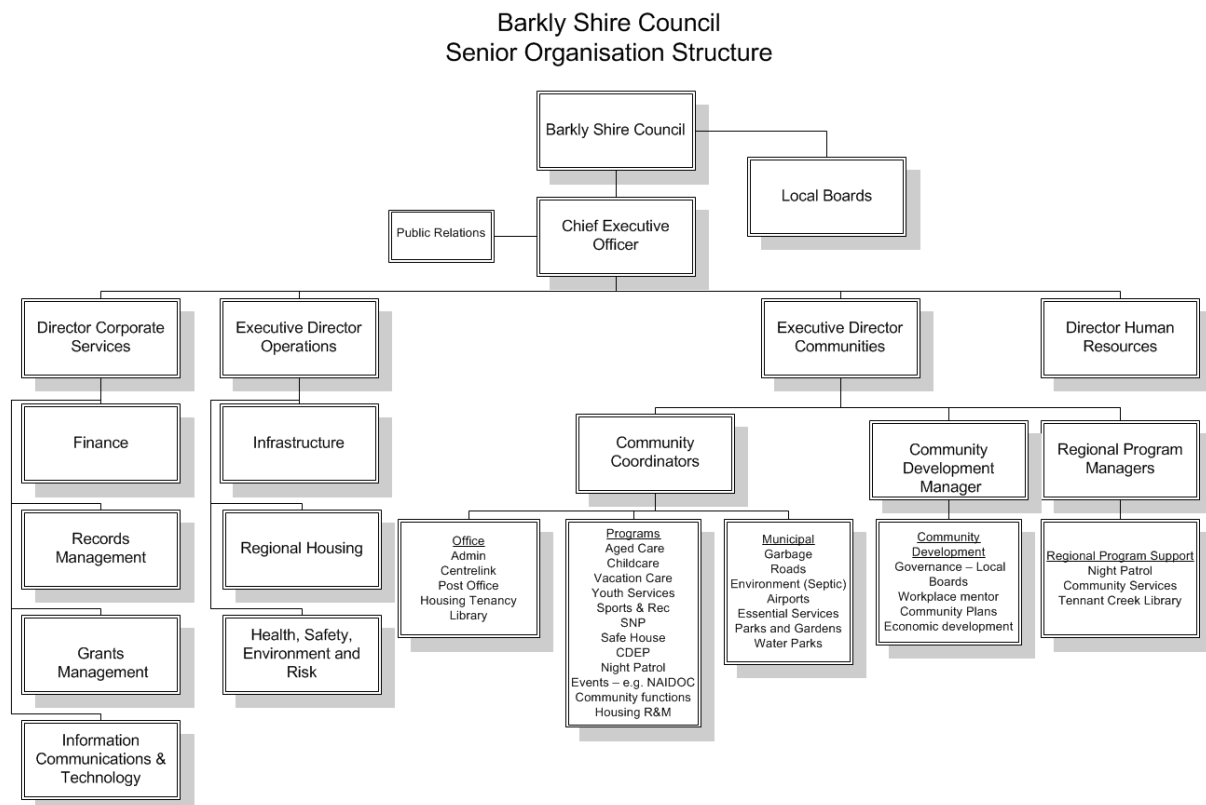 Barkly Shire Council
Senior Organisation Structure
Barkly Shire Council
Local Boards
Public Relations
Chief Executive
Officer
Director Corporate
Services
Executive Director
Operations
Executive Director
Communities
Director Human
Resources
Finance
Infrastructure
Community
Coordinators
Community
Development
Manager
Regional Program
Managers
Records
Management
Regional Housing
Office
Admin
Centrelink
Post Office
Housing Tenancy
Library
Programs
Aged Care
Childcare
Vacation Care
Youth Services
Sports & Rec
SNP
Safe House
CDEP
Night Patrol
Events – e.g. NAIDOC
Community functions
Housing R&M
Municipal
Garbage
Roads
Environment (Septic)
Airports
Essential Services
Parks and Gardens
Water Parks
Community
Development
Governance – Local
Boards
Workplace mentor
Community Plans
Economic development
Regional Program Support
Night Patrol
Community Services
Tennant Creek Library
Grants
Management
Health, Safety,
Environment and
Risk
Information
Communications &
Technology